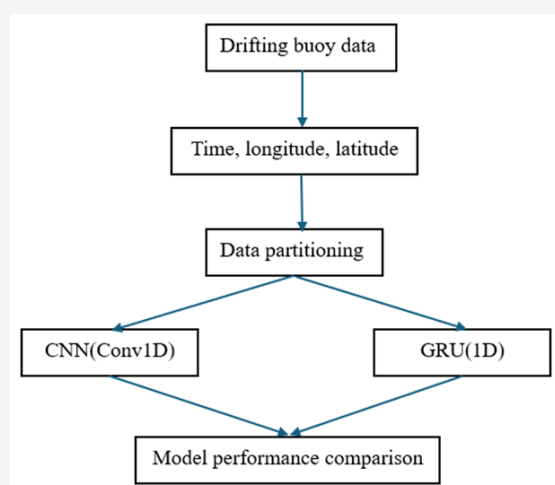 Drifting buoy data
Time, longitude, latitude
Data partitioning
CNN(Conv1D)
GRU(1D)
Model performance comparison